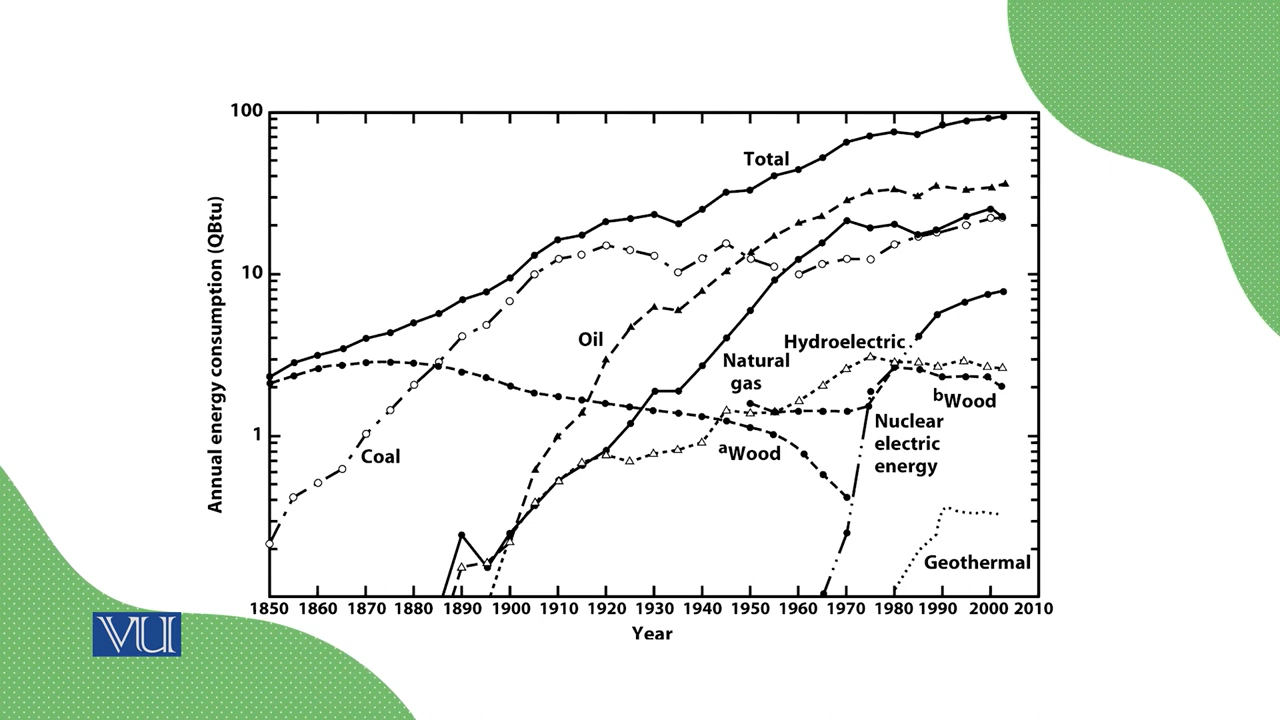 100
Total
Annual energy consumption (QBtu)
10
Oil
Hydroelectric
Natural
gas
bWood
Nuclear
electric
energy
1
aWood
Coal
Geothermal
1850 1860 1870 1880 1890 1900 1910 1920 1930 1940 1950 1960 1970 1980 1990 2000 2010
Year
VU